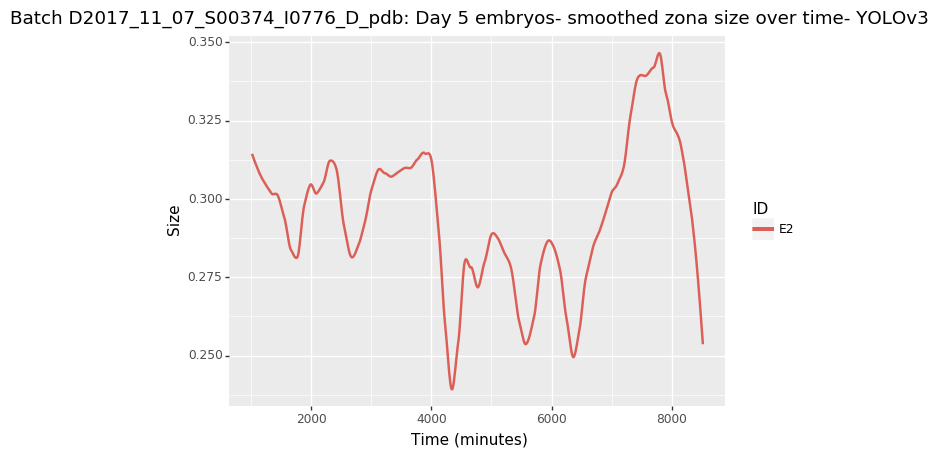 Batch D2017_11_07_S00374_I0776_D_pdb: Day 5 embryos- smoothed zona size over time- YOLOv3
0.350
0.325
0.300
0.275
0.250
Size
2000
4000
6000
8000
Time (minutes)
ID
E2